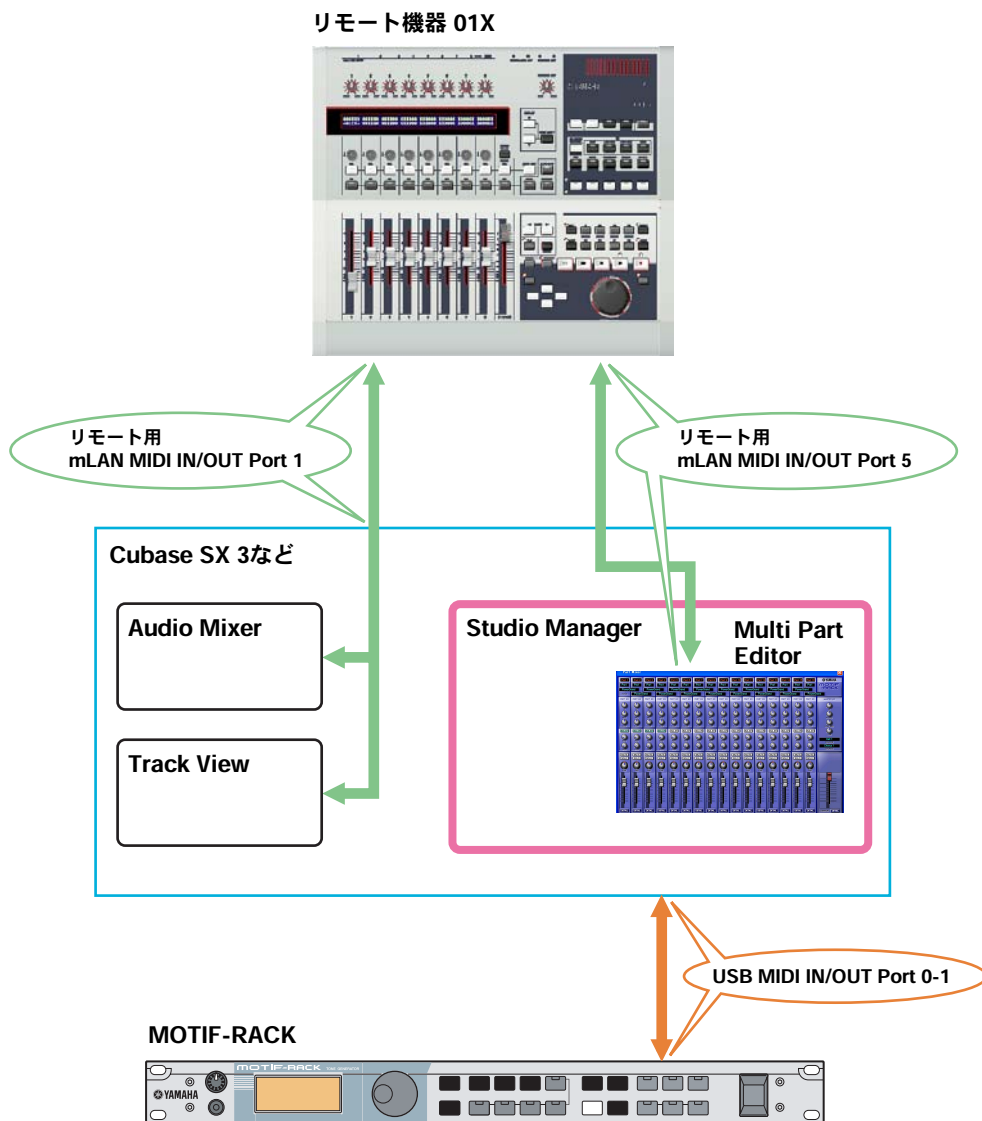 リモート機器 01X
リモート用
mLAN MIDI IN/OUT Port 1
リモート用
mLAN MIDI IN/OUT Port 5
Cubase SX 3など
Audio Mixer
Track View
Studio Manager
Multi Part
Editor
USB MIDI IN/OUT Port 0-1
MOTIF-RACK
MOTIF-RACK TONE GENERATOR
YAMAHA